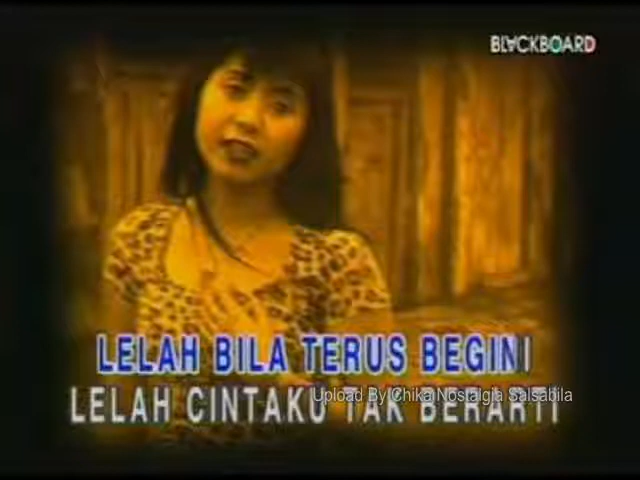 BLACKBOARD
LELAH BILA TERUS BEGINI
LELAH CINTAKU TAK BERARTI
Upload By Chika Nostalgia Salsabila